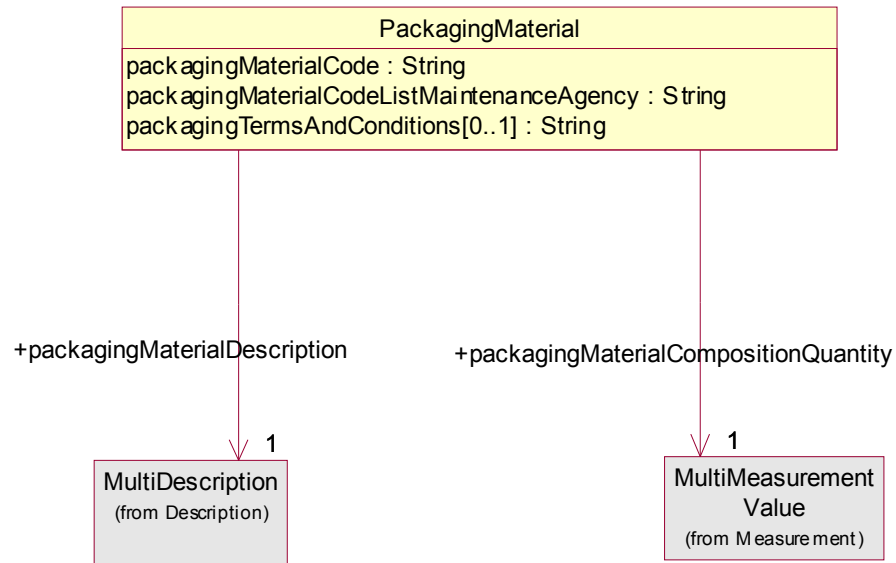 PackagingMaterial
packagingMaterialCode : String
packagingMaterialCodeListMaintenanceAgency : String
packagingTermsAndConditions[0..1] : String
+packagingMaterialDescription
+packagingMaterialCompositionQuantity
1
1
MultiDescription
(from Description)
MultiMeasurement
Value
(from Measurement)